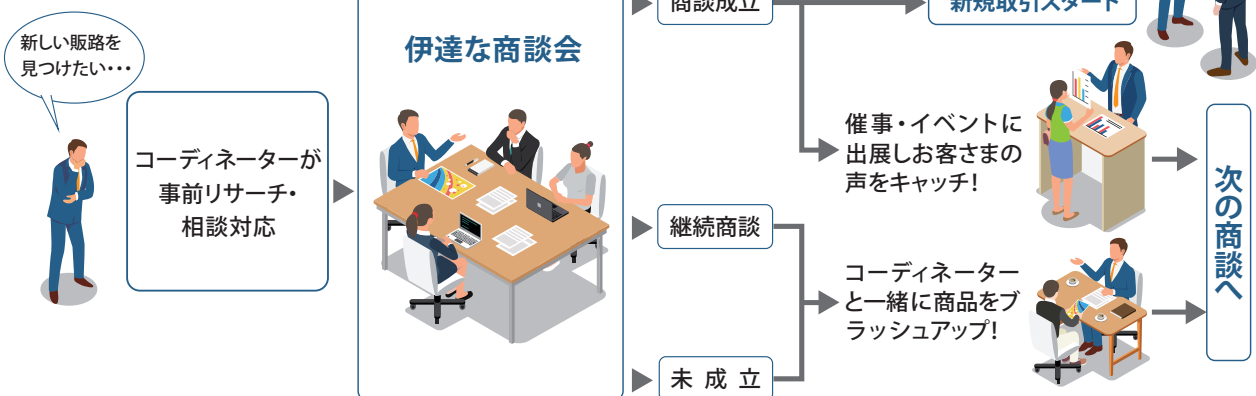 新しい販路を
見つけたい・・・
コーディネーターが
事前リサーチ・
相談対応
伊達な商談会
商談成立
新規取引スタート
催事・イベントに
出展しお客さまの
声をキャッチ!
継続商談
コーディネーター
と一緒に商品をブ
ラッシュアップ!
未成立
次の商談へ